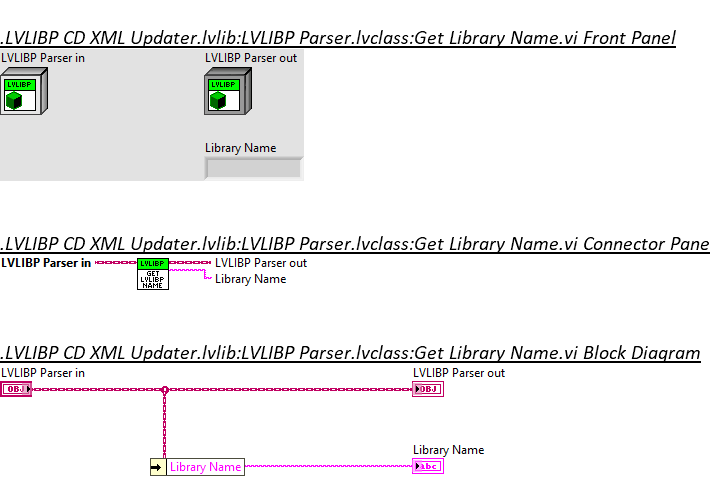 .LVLIBP CD XML Updater.lvlib:LVLIBP Parser.lvclass:Get Library Name.vi Front Panel
LVLIBP Parser in
LVLIBP Parser out
LVLIBP
LVLIBP
Library Name
.LVLIBP CD XML Updater.lvlib:LVLIBP Parser.lvclass:Get Library Name.vi Connector Pane
LVLIBP Parser in
LVLIBP
GET
LVLIBP
NAME
LVLIBP Parser out
Library Name
.LVLIBP CD XML Updater.lvlib:LVLIBP Parser.lvclass:Get Library Name.vi Block Diagram
LVLIBP Parser in
LVLIBP Parser out
OBJ
OBJ
Library Name
Library Name
abc